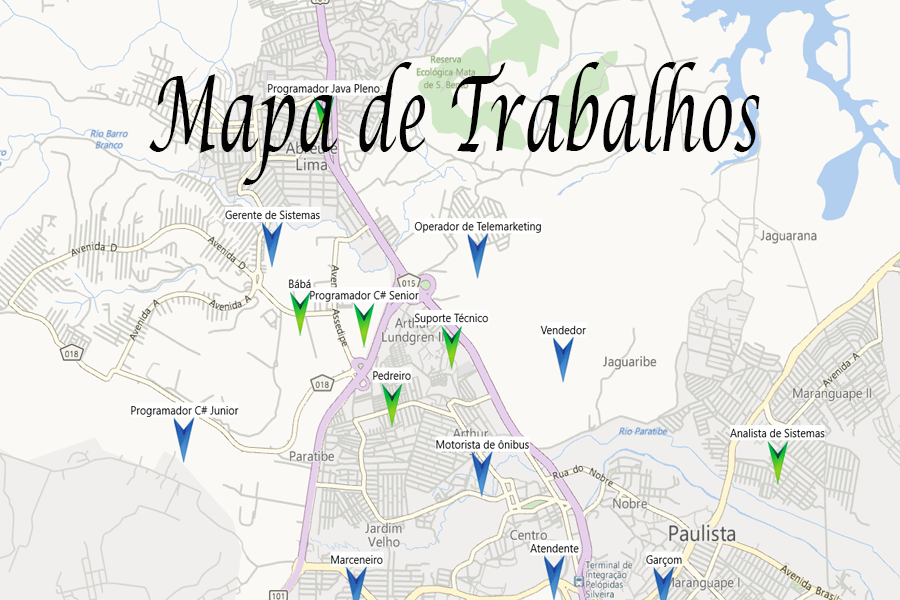 Reserva
Ecológica Mata
de S. Bento
Programador Java Pleno
Mapa de Trabalhos
Rio Barro
Branco
Abreu e
Lima
Gerente de Sistemas
Operador de Telemarketing
Jaguarana
Avenida D
Avenida D
015
Bábá
Programador C# Senior
Avenida A
Avenida A
Suporte Técnico
Lundgren II
Vendedor
Assedipe
018
Jaguaribe
018
Pedreiro
Avenida A
Maranguape II
Programador C# Junior
Arthur
Rio Paratibe
Analista de Sistemas
Motorista de ônibus
Paratibe
Rua do Nobre
Nobre
Jardim
Velho
Centro
Paulista
Atendente
Marceneiro
Garçom
Terminal de
Integração
Pelópidas
Silveira
Maranguape I
101